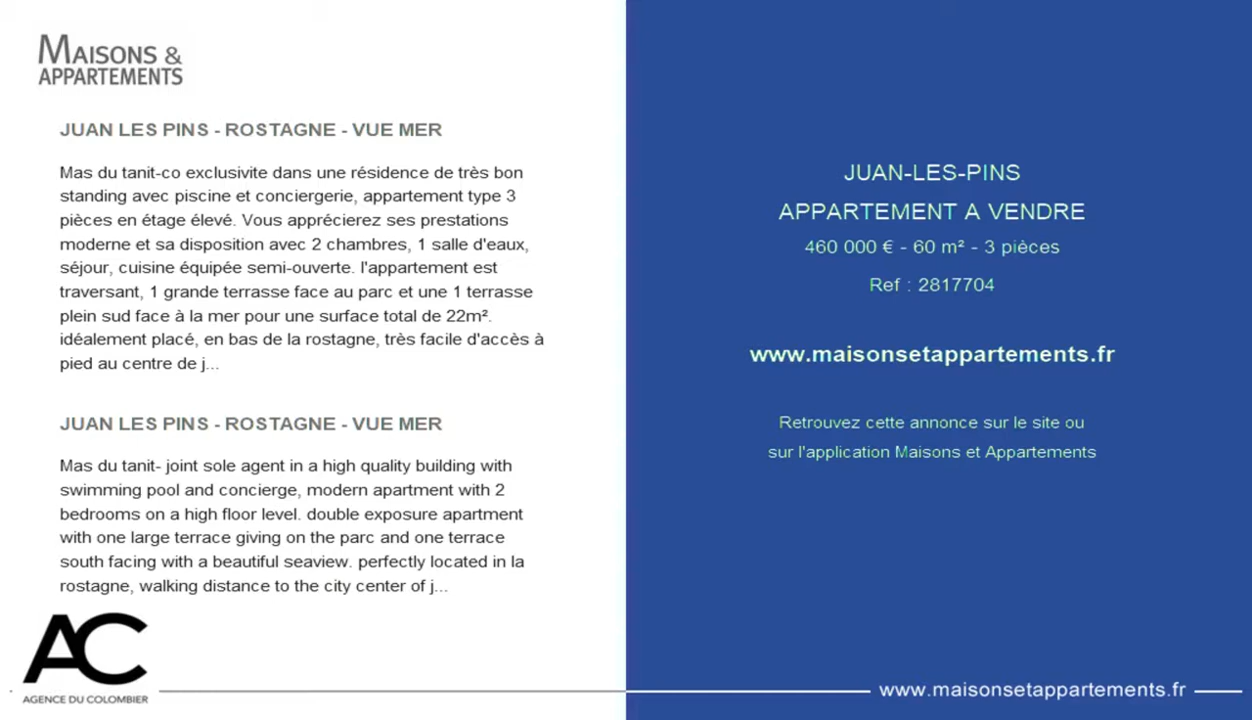 MAISONS &
APPARTEMENTS
JUAN LES PINS - ROSTAGNE - VUE MER
Mas du tanit-co exclusivite dans une résidence de très bon
standing avec piscine et conciergerie, appartement type 3
pièces en étage élevé. Vous apprécierez ses prestations
moderne et sa disposition avec 2 chambres, 1 salle d'eaux,
séjour, cuisine équipée semi-ouverte. l'appartement est
traversant, 1 grande terrasse face au parc et une 1 terrasse
plein sud face à la mer pour une surface total de 22m².
idéalement placé, en bas de la rostagne, très facile d'accès à
pied au centre de j...
JUAN LES PINS - ROSTAGNE - VUE MER
Mas du tanit- joint sole agent in a high quality building with
swimming pool and concierge, modern apartment with 2
bedrooms on a high floor level. double exposure apartment
with one large terrace giving on the parc and one terrace
south facing with a beautiful seaview. perfectly located in la
rostagne, walking distance to the city center of j...
AC
AGENCE DU COLOMBIER
JUAN-LES-PINS
APPARTEMENT A VENDRE
460 000 € - 60 m² - 3 pièces
Ref : 2817704
www.maisonsetappartements.fr
Retrouvez cette annonce sur le site ou
sur l'application Maisons et Appartements
www.maisonsetappartements.fr